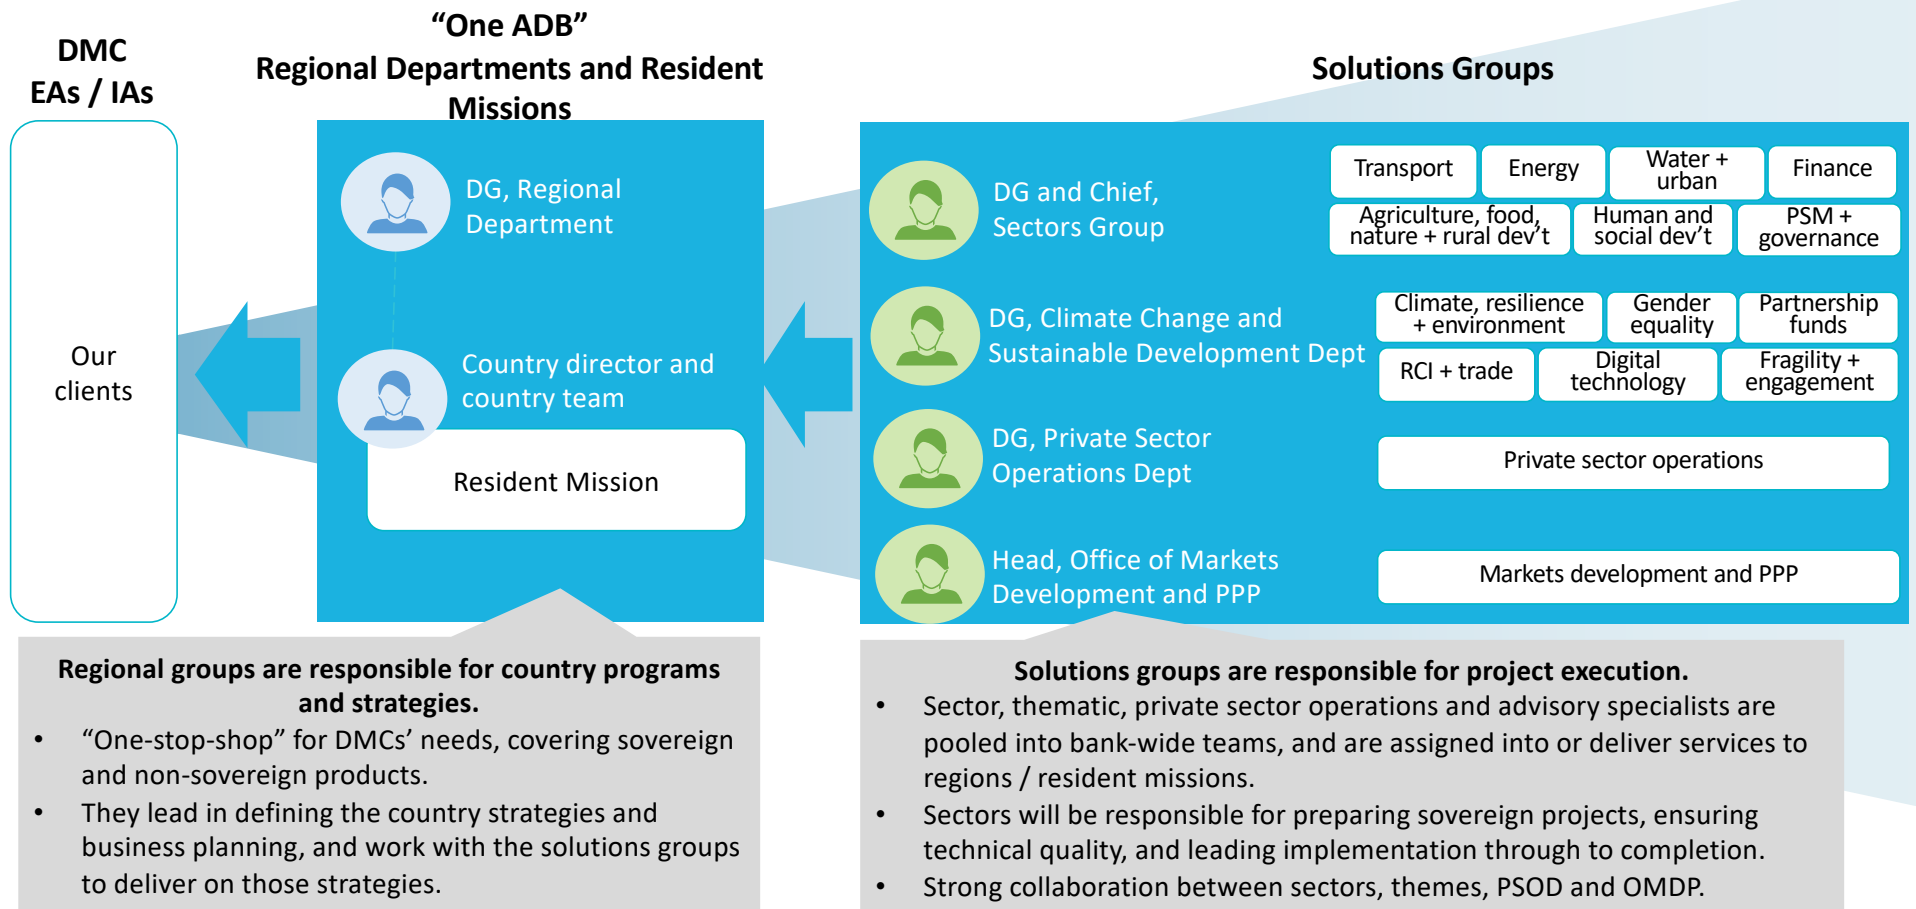 DMC
EAs / IAs
Our
clients
“One ADB”
Regional Departments and Resident
Missions
DG, Regional
Department
Country director and
country team
Resident Mission
Solutions Groups
DG and Chief,
Sectors Group
Transport
Energy
Water +
urban
Finance
Agriculture, food,
nature + rural dev’t
Human and
social dev’t
PSM +
governance
DG, Climate Change and
Sustainable Development Dept
Climate, resilience
+ environment
Gender
equality
Partnership
funds
RCI + trade
Digital
technology
Fragility +
engagement
DG, Private Sector
Operations Dept
Private sector operations
Head, Office of Markets
Development and PPP
Markets development and PPP
Regional groups are responsible for country programs
and strategies.
• “One-stop-shop” for DMCs’ needs, covering sovereign
and non-sovereign products.
• They lead in defining the country strategies and
business planning, and work with the solutions groups
to deliver on those strategies.
Solutions groups are responsible for project execution.
• Sector, thematic, private sector operations and advisory specialists are
pooled into bank-wide teams, and are assigned into or deliver services to
regions / resident missions.
• Sectors will be responsible for preparing sovereign projects, ensuring
technical quality, and leading implementation through to completion.
• Strong collaboration between sectors, themes, PSOD and OMDP.